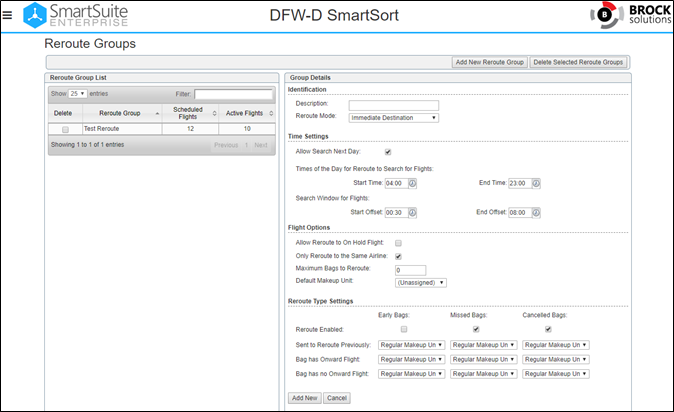 SmartSuite
ENTERPRISE
DFW-D SmartSort
BROCK
solutions
Reroute Groups
Add New Reroute Group
Delete Selected Reroute Groups
Reroute Group List
Show 25 entries
Filter:
Delete Reroute Group Scheduled Flights Active Flights
Test Reroute 12 10
Showing 1 to 1 of 1 entries
Previous 1 Next
Group Details
Identification
Description:
Reroute Mode: Immediate Destination
Time Settings
Allow Search Next Day:
Times of the Day for Reroute to Search for Flights:
Start Time: 04:00 End Time: 23:00
Search Window for Flights:
Start Offset: 00:30 End Offset: 08:00
Flight Options
Allow Reroute to On Hold Flight:
Only Reroute to the Same Airline:
Maximum Bags to Reroute: 0
Default Makeup Unit: (Unassigned)
Reroute Type Settings
Early Bags: Missed Bags: Cancelled Bags:
Reroute Enabled:
Sent to Reroute Previously: Regular Makeup Un Regular Makeup Un Regular Makeup Un
Bag has Onward Flight: Regular Makeup Un Regular Makeup Un Regular Makeup Un
Bag has no Onward Flight: Regular Makeup Un Regular Makeup Un Regular Makeup Un
Add New Cancel